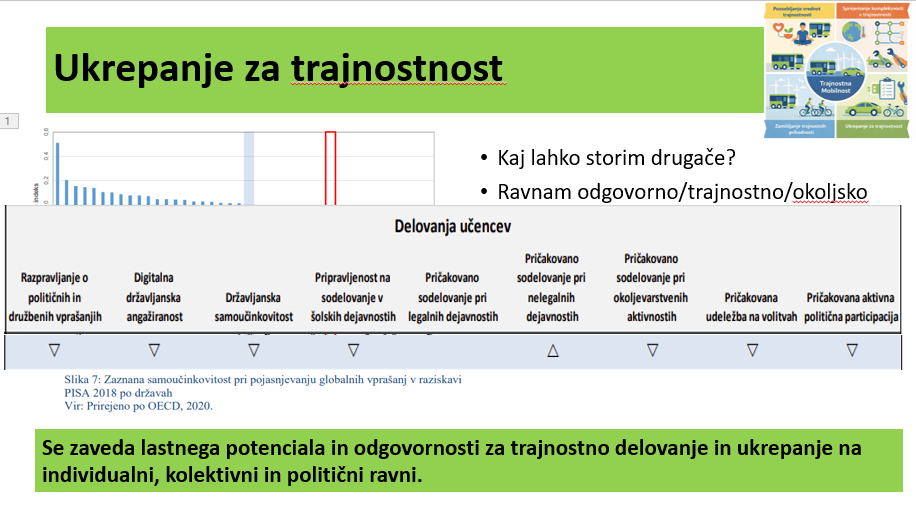 Ukrepanje za trajnostnost
Posebljanje vrednot
trajnostnosti
Sprejemanje kompleksnosti
v trajnostnosti
Trajnostna
Mobilnost
Zamišljanje trajnostnih
prihodnosti
Ukrepanje za trajnostnost
1
indeks
0,6
0,4
0,2
• Kaj lahko storim drugače?
• Ravnam odgovorno/trajnostno/okoljsko
Delovanja učencev
Razpravljanje o
političnih in
družbenih vprašanjih
Digitalna
državljanska
angažiranost
Državljanska
samoučinkovitost
Pripravljenost na
sodelovanje v
šolskih dejavnostih
Pričakovano
sodelovanje pri
legalnih dejavnostih
Pričakovano
sodelovanje pri
nelegalnih
dejavnostih
Pričakovano
sodelovanje pri
okoljevarstvenih
aktivnostih
Pričakovana
udeležba na volitvah
Pričakovana aktivna
politična participacija
▽ ▽ ▽ ▽ △ ▽ ▽ ▽
Slika 7: Zaznana samoučinkovitost pri pojasnjevanju globalnih vprašanj v raziskavi
PISA 2018 po državah
Vir: Prirejeno po OECD, 2020.
Se zaveda lastnega potenciala in odgovornosti za trajnostno delovanje in ukrepanje na
individualni, kolektivni in politični ravni.